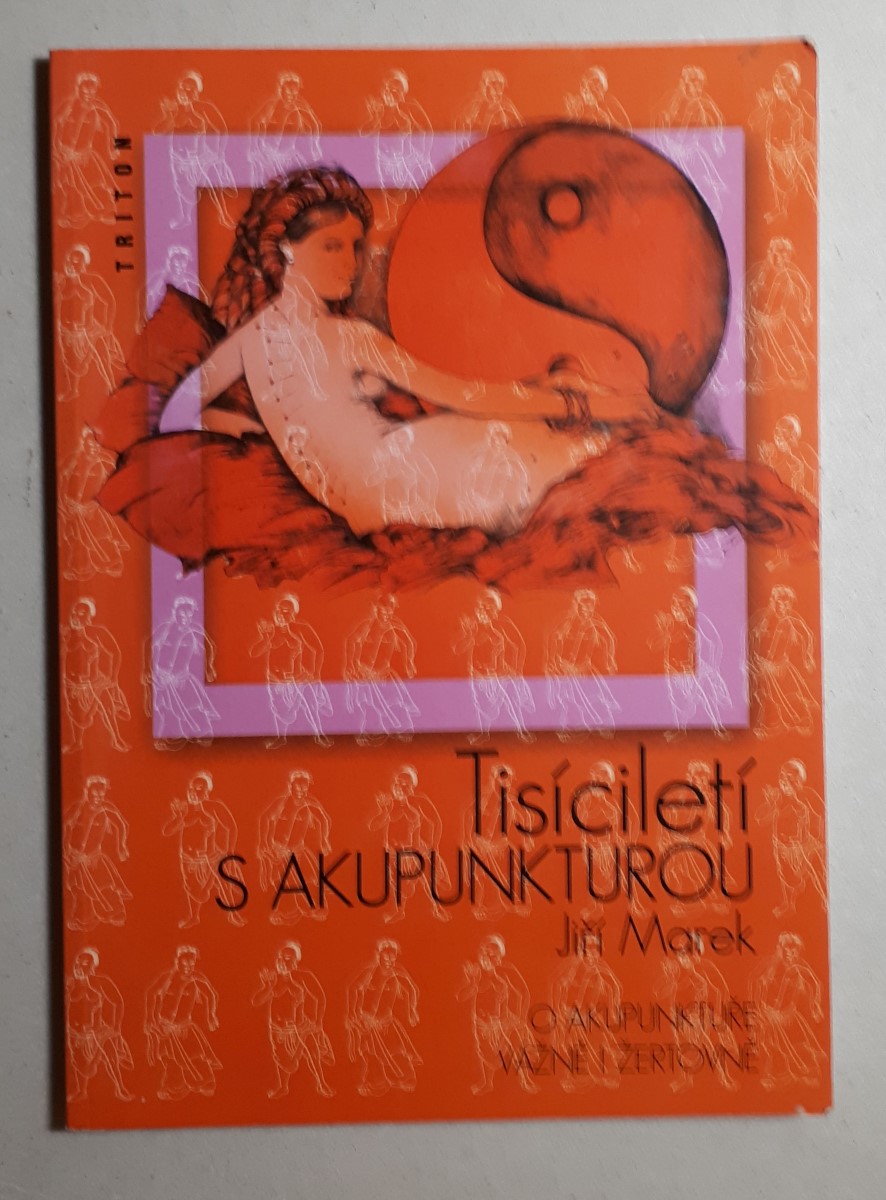 TRITON
Tisíciletí
S AKUPUNKTUROU
Jiří Marek
O AKUPUNKTUŘE
VÁŽNĚ I ŽERTOVNĚ